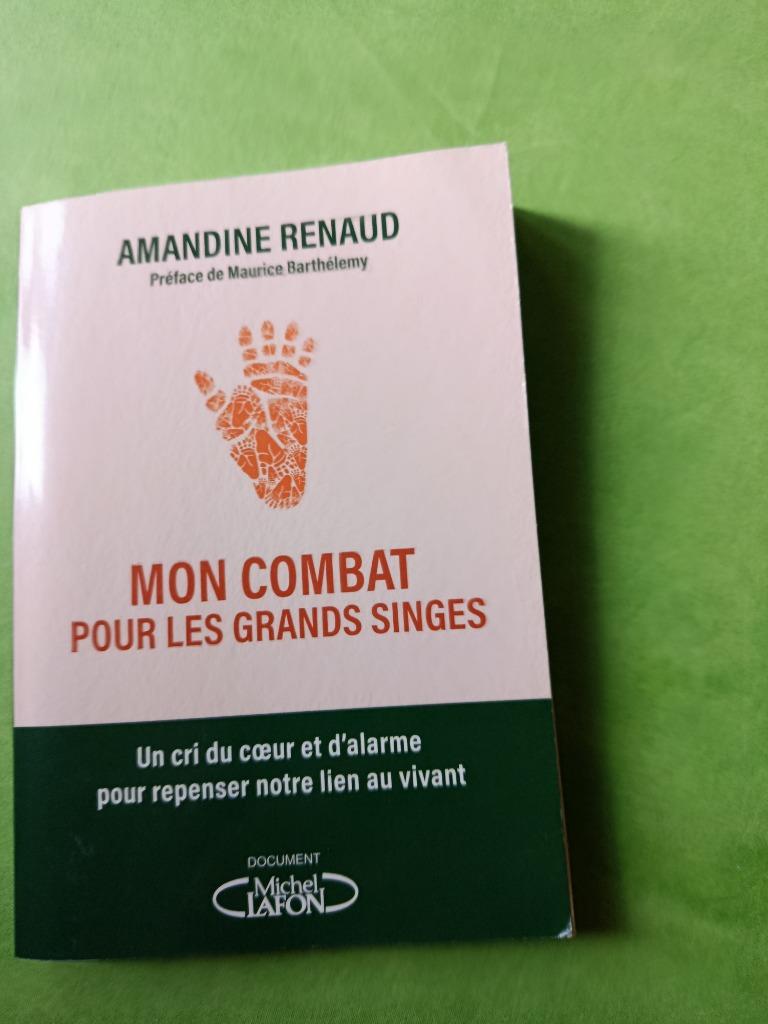 AMANDINE RENAUD
Préface de Maurice Barthélemy
MON COMBAT
POUR LES GRANDS SINGES
Un cri du cœur et d'alarme
pour repenser notre lien au vivant
DOCUMENT
Michel
LAFON